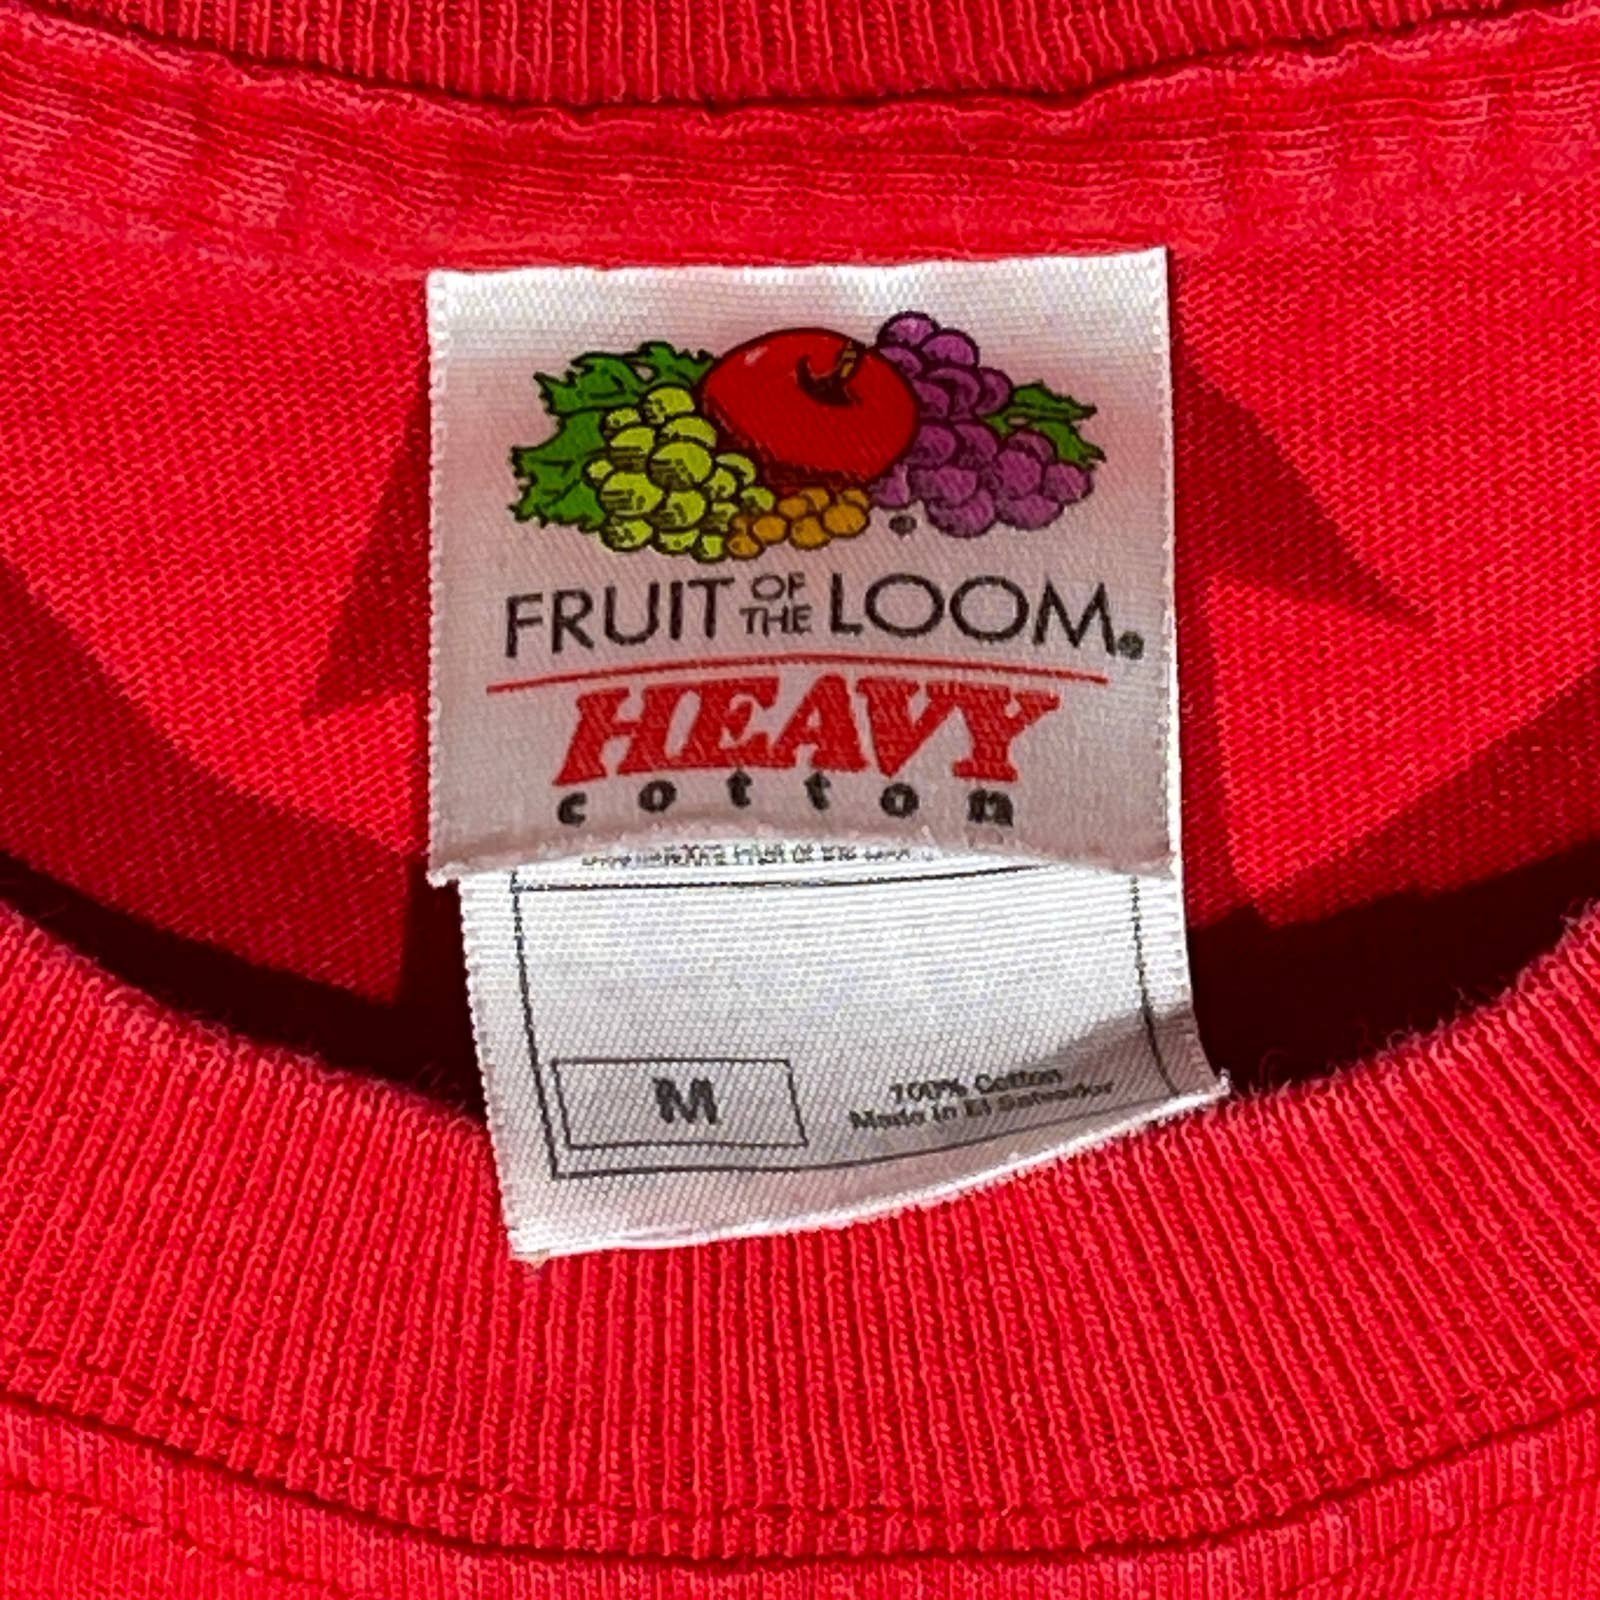 FRUIT OF THE LOOM®
HEAVY
cotton
M
100% Cotton
Made in El Salvador